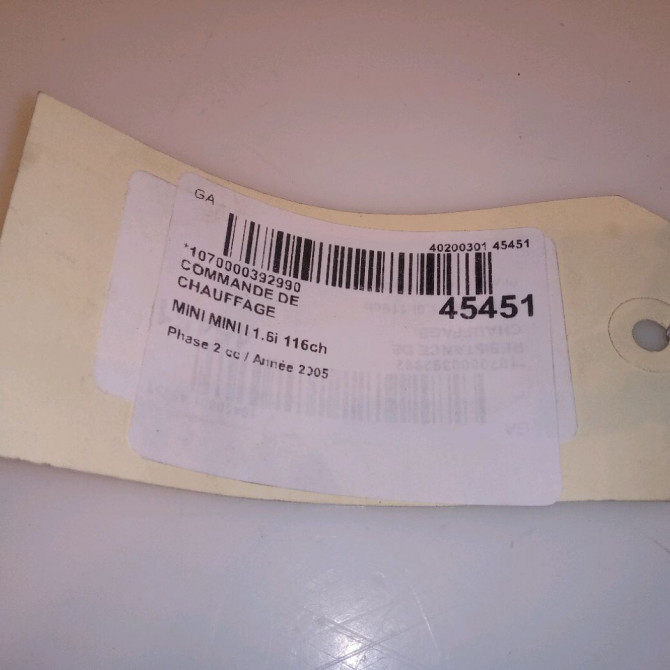 GA
40200301 45451
*1070000392990
COMMANDE DE
CHAUFFAGE
45451
MINI MINI I 1.6i 116ch
Phase 2 cc / Année 2005